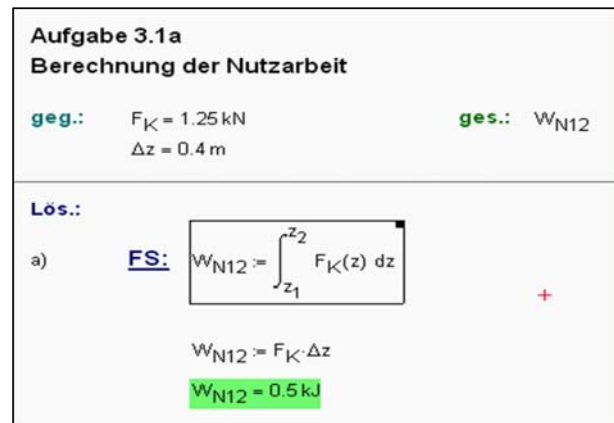 Aufgabe 3.1a
Berechnung der Nutzarbeit
geg.: F_K = 1.25 kN ges.: W_N12
Δz = 0.4 m
Lös.:
a) FS: W_N12 := ∫_z1^z2 F_K(z) dz
W_N12 := F_K·Δz
W_N12 = 0.5 kJ